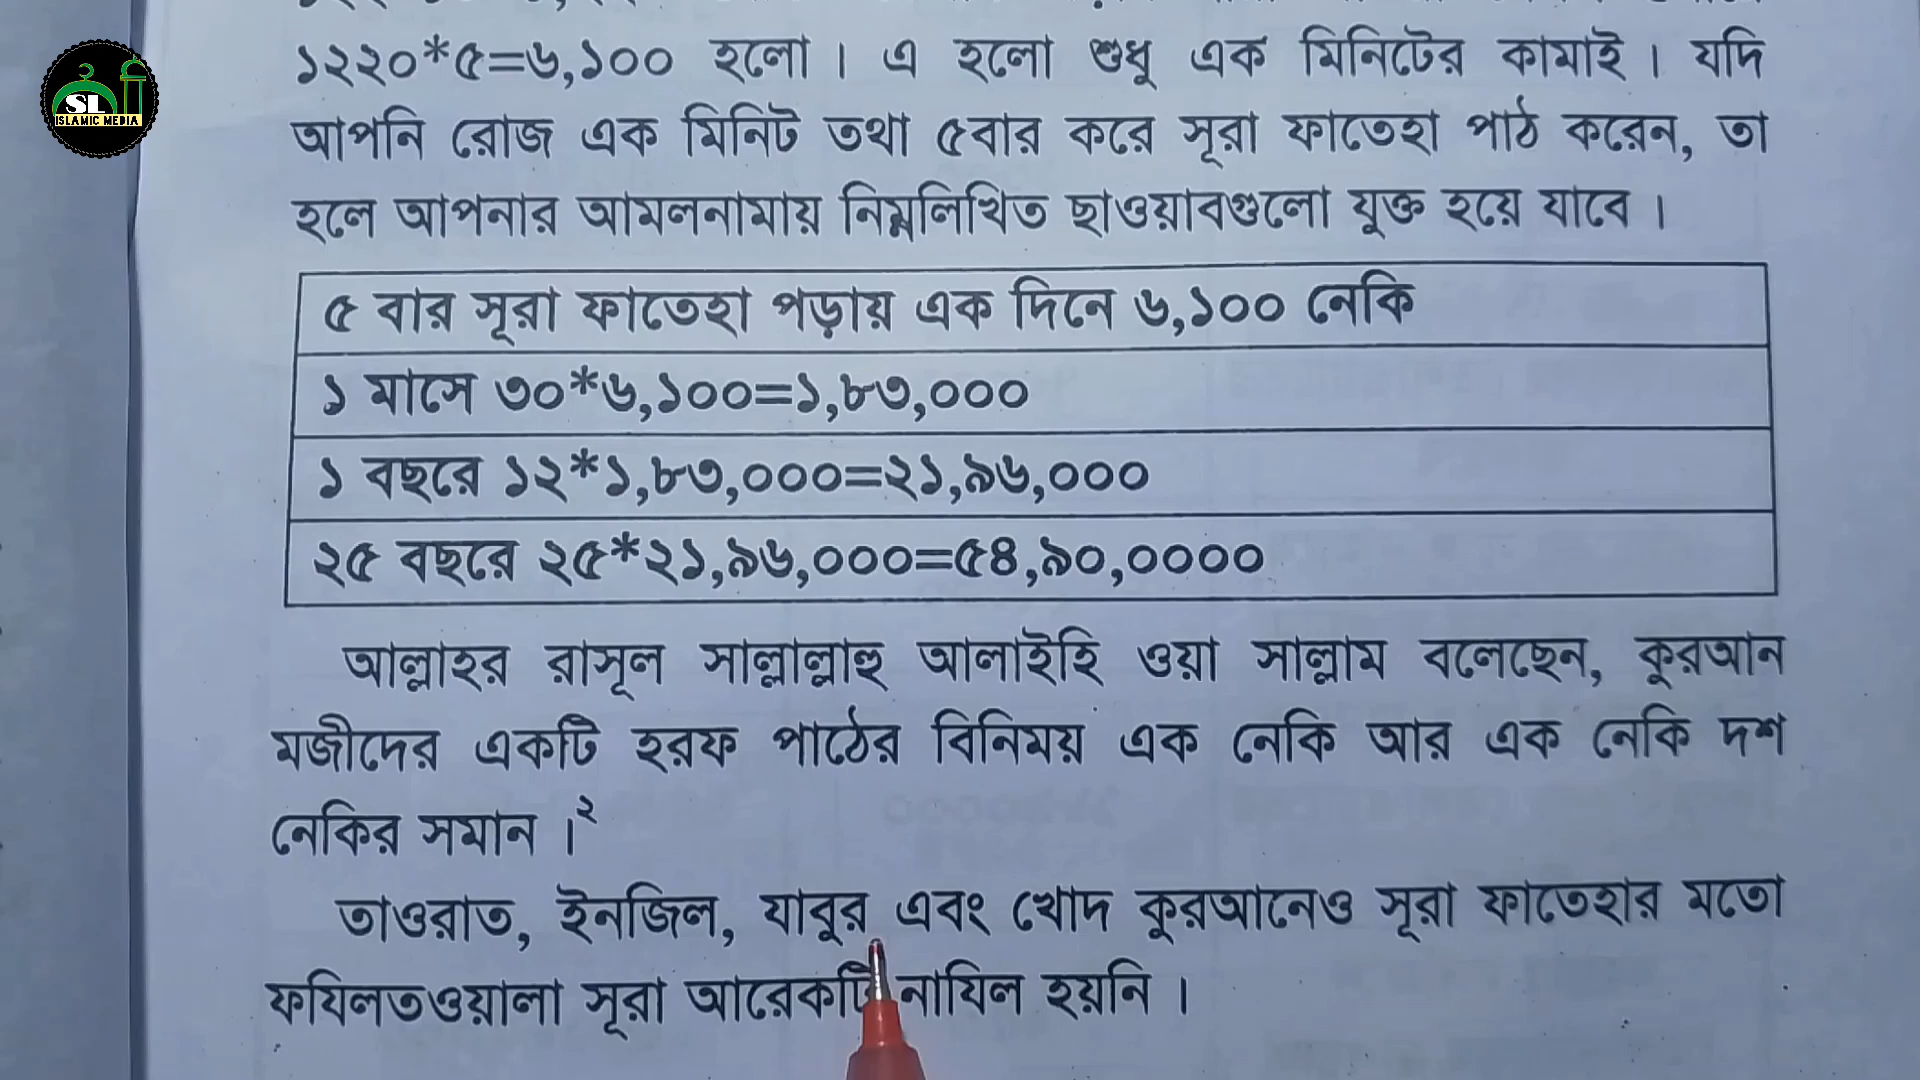 SL
ISLAMIC MEDIA
১২২০*৫=৬,১০০ হলো। এ হলো শুধু এক মিনিটের কামাই। যদি
আপনি রোজ এক মিনিট তথা ৫বার করে সূরা ফাতেহা পাঠ করেন, তা
হলে আপনার আমলনামায় নিম্নলিখিত ছাওয়াবগুলো যুক্ত হয়ে যাবে।
৫ বার সূরা ফাতেহা পড়ায় এক দিনে ৬,১০০ নেকি
১ মাসে ৩০*৬,১০০=১,৮৩,০০০
১ বছরে ১২*১,৮৩,০০০=২১,৯৬,০০০
২৫ বছরে ২৫*২১,৯৬,০০০=৫৪,৯০,০০০০
আল্লাহর রাসূল সাল্লাল্লাহু আলাইহি ওয়া সাল্লাম বলেছেন, কুরআন
মজীদের একটি হরফ পাঠের বিনিময় এক নেকি আর এক নেকি দশ
নেকির সমান।২
তাওরাত, ইনজিল, যাবুর এবং খোদ কুরআনেও সূরা ফাতেহার মতো
ফযিলতওয়ালা সূরা আরেকটি নাযিল হয়নি।